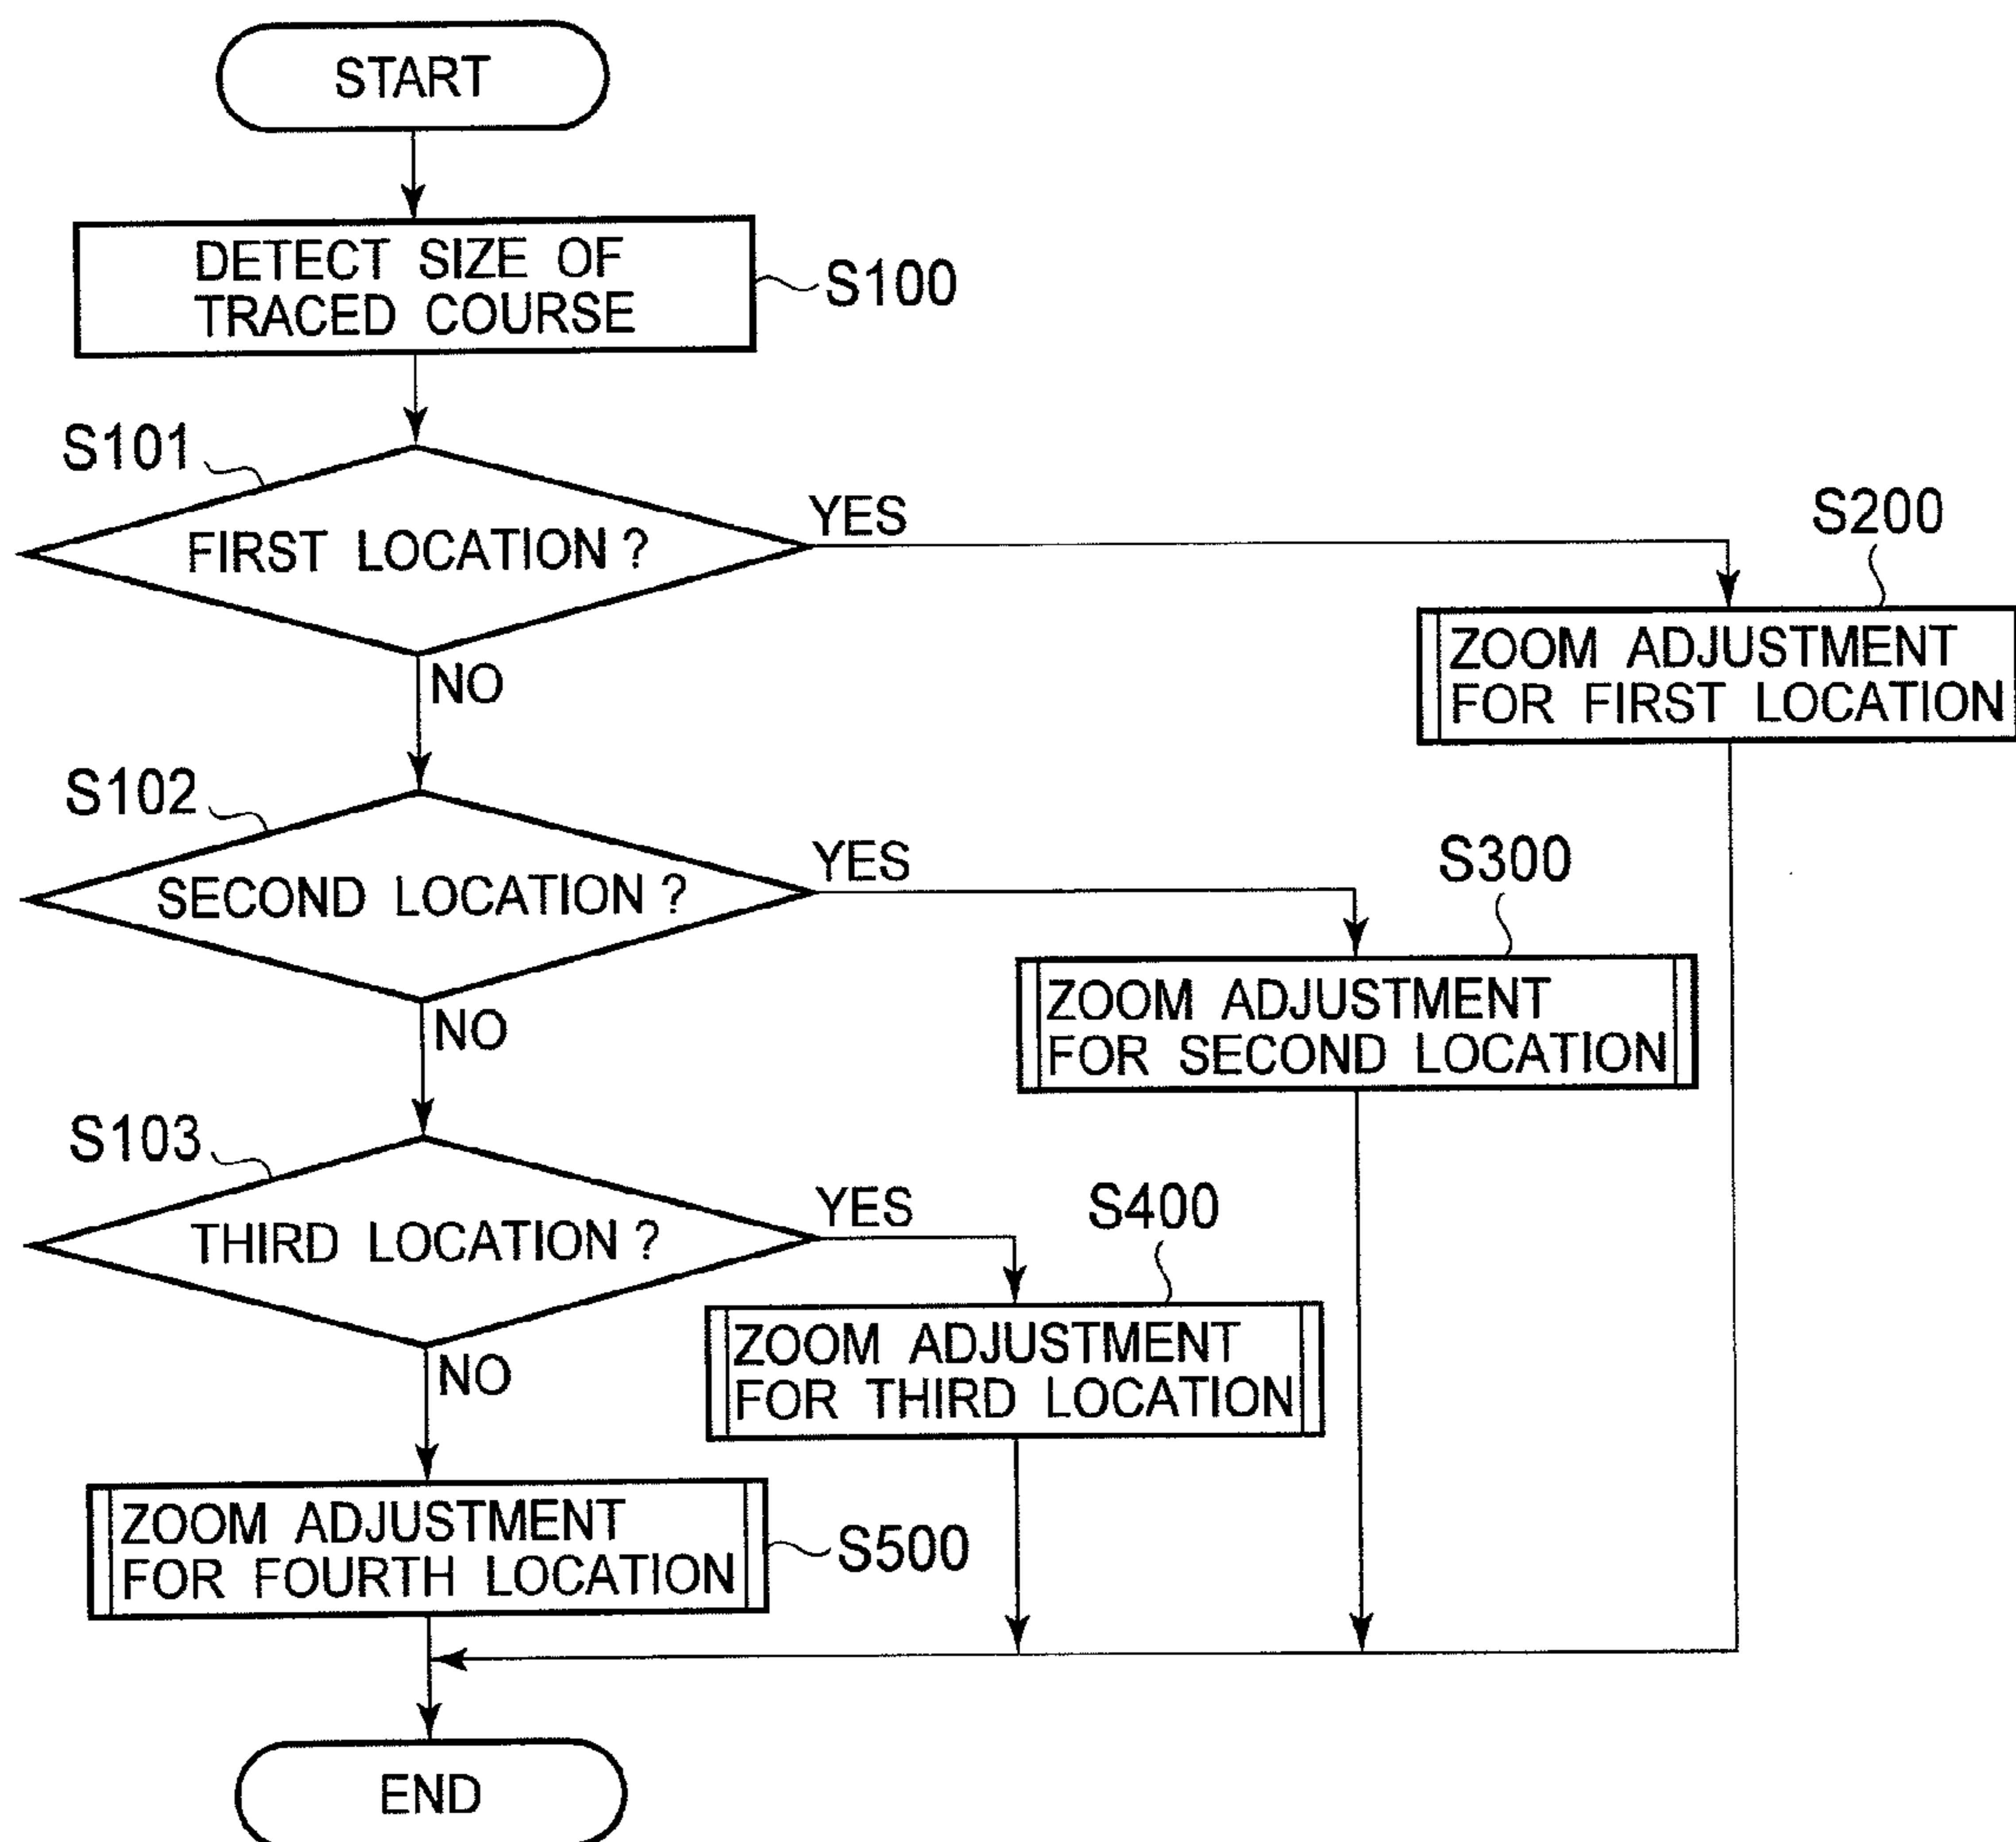 START
DETECT SIZE OF
TRACED COURSE
S100
S101
FIRST LOCATION ?
YES
NO
S200
ZOOM ADJUSTMENT
FOR FIRST LOCATION
S102
SECOND LOCATION ?
YES
NO
S300
ZOOM ADJUSTMENT
FOR SECOND LOCATION
S103
THIRD LOCATION ?
YES
NO
S400
ZOOM ADJUSTMENT
FOR THIRD LOCATION
ZOOM ADJUSTMENT
FOR FOURTH LOCATION
S500
END